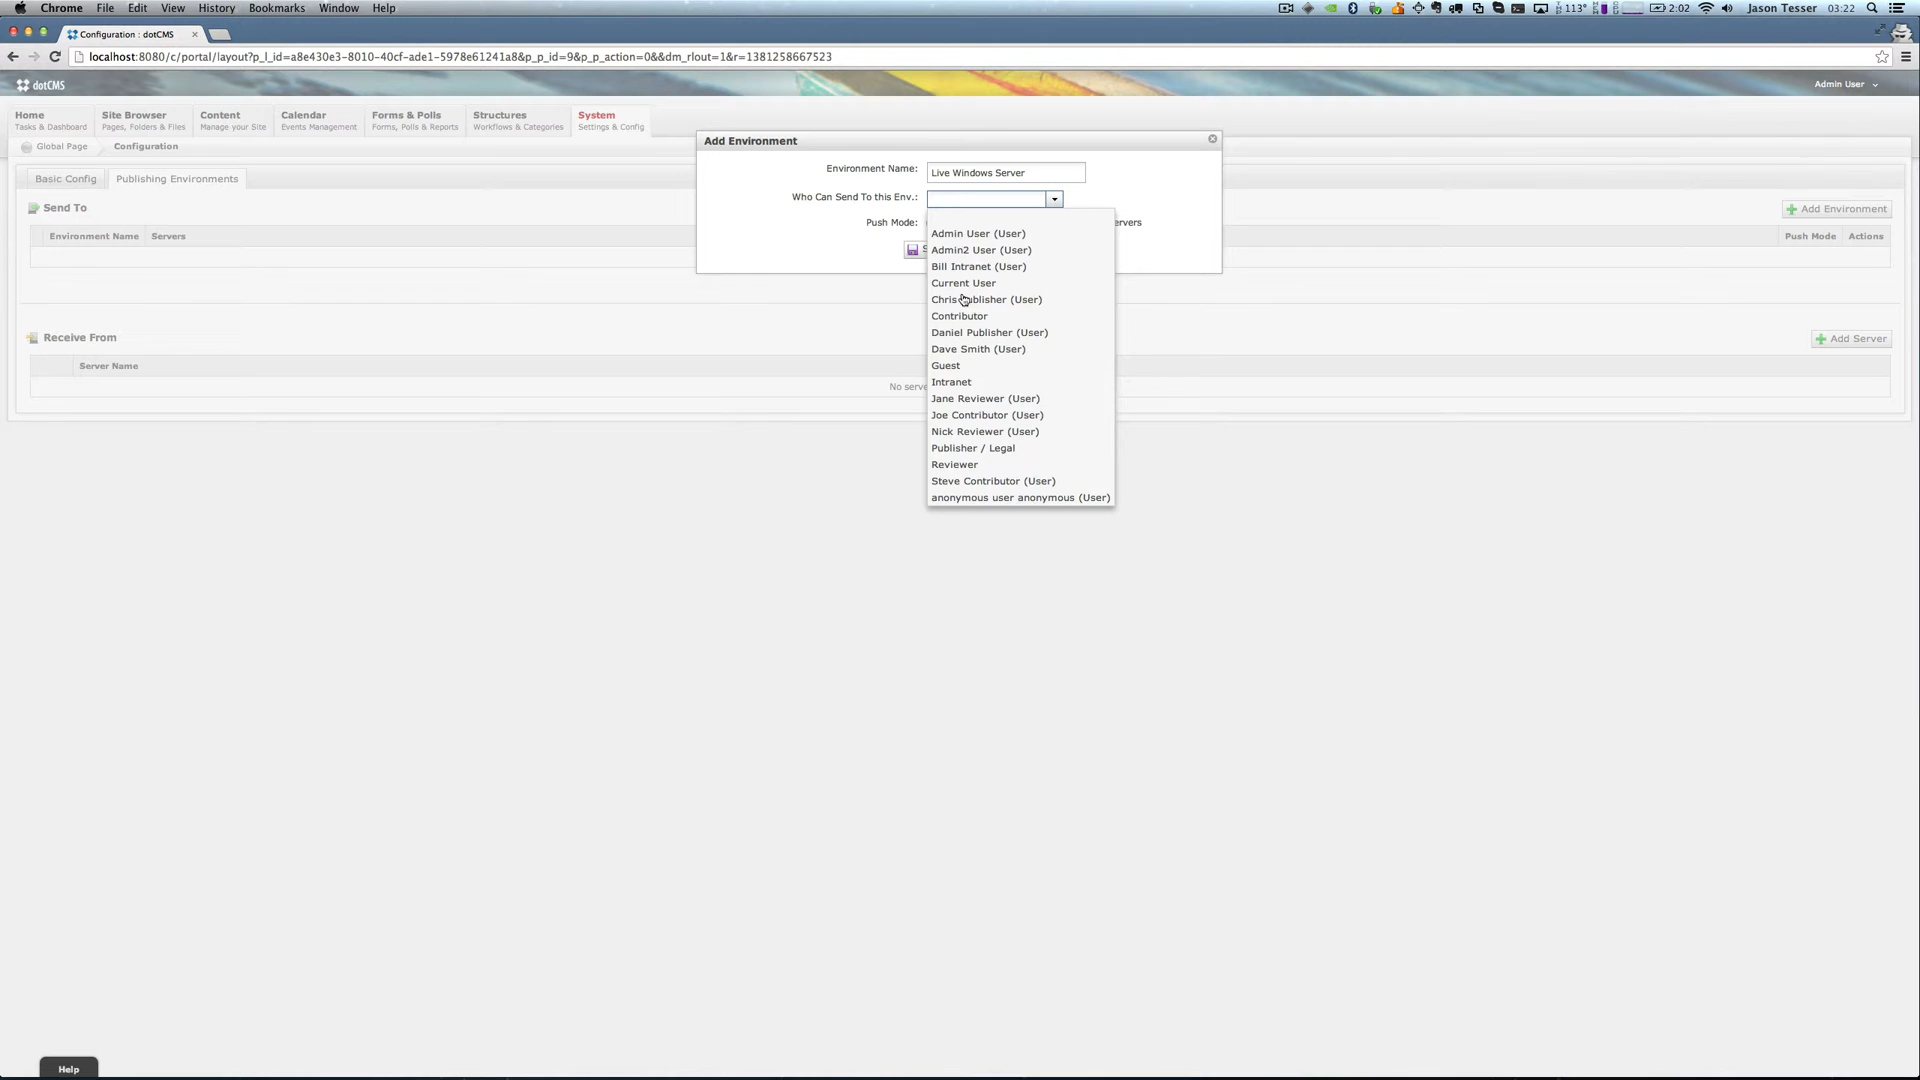 Chrome File Edit View History Bookmarks Window Help 113° 2:02 Jason Tesser 03:22
Configuration : dotCMS
localhost:8080/c/portal/layout?p_l_id=a8e430e3-8010-40cf-ade1-5978e61241a8&p_p_id=9&p_p_action=0&&dm_rlout=1&r=1381258667523
dotCMS Admin User
Home Site Browser Content Calendar Forms & Polls Structures System
Tasks & Dashboard Pages, Folders & Files Manage your Site Events Management Forms, Polls & Reports Workflows & Categories Settings & Config
Global Page Configuration
Basic Config Publishing Environments
Send To Add Environment
Environment Name Servers Push Mode Actions
Receive From Add Server
Server Name
No serve
Add Environment
Environment Name: Live Windows Server
Who Can Send To this Env.:
Push Mode: ervers
S
Admin User (User)
Admin2 User (User)
Bill Intranet (User)
Current User
Chris Publisher (User)
Contributor
Daniel Publisher (User)
Dave Smith (User)
Guest
Intranet
Jane Reviewer (User)
Joe Contributor (User)
Nick Reviewer (User)
Publisher / Legal
Reviewer
Steve Contributor (User)
anonymous user anonymous (User)
Help